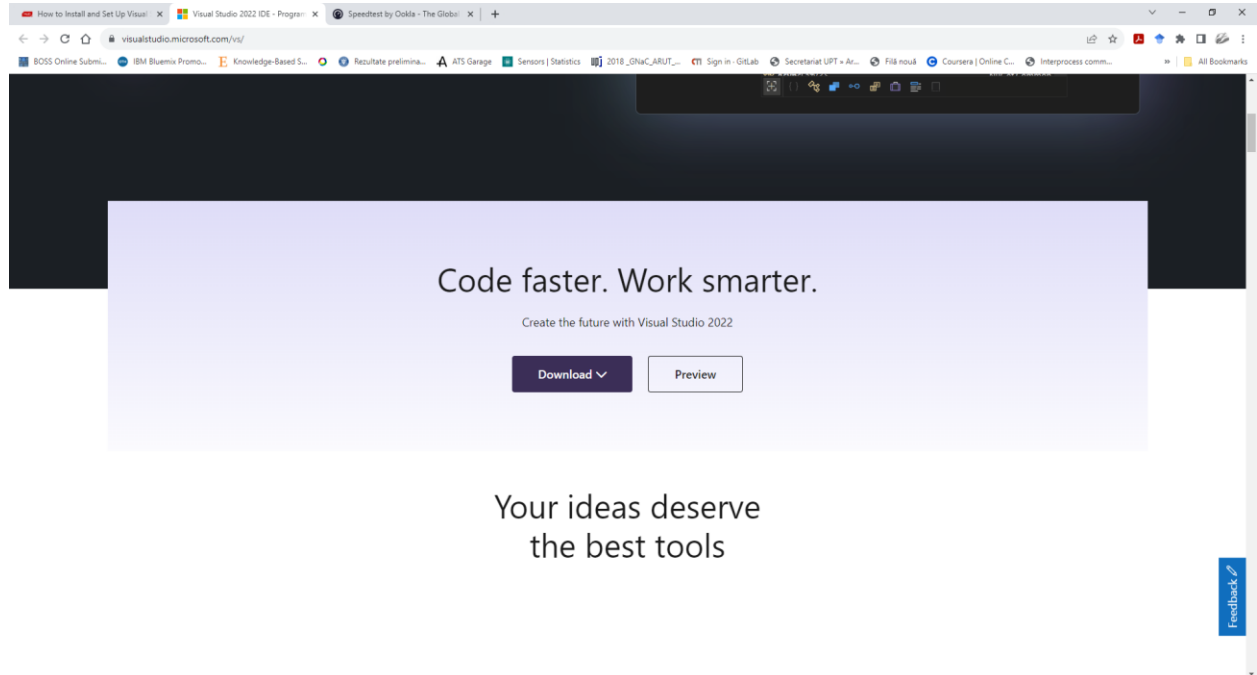 How to Install and Set Up Visual
Visual Studio 2022 IDE - Program
Speedtest by Ookla - The Global
visualstudio.microsoft.com/vs/
BOSS Online Submi...
IBM Bluemix Promo...
Knowledge-Based S...
Rezultate prelimina...
ATS Garage
Sensors | Statistics
2018_GNaC_ARUT_...
Sign in · GitLab
Secretariat UPT » Ar...
Filă nouă
Coursera | Online C...
Interprocess comm...
All Bookmarks
Code faster. Work smarter.
Create the future with Visual Studio 2022
Download
Preview
Your ideas deserve
the best tools
Feedback